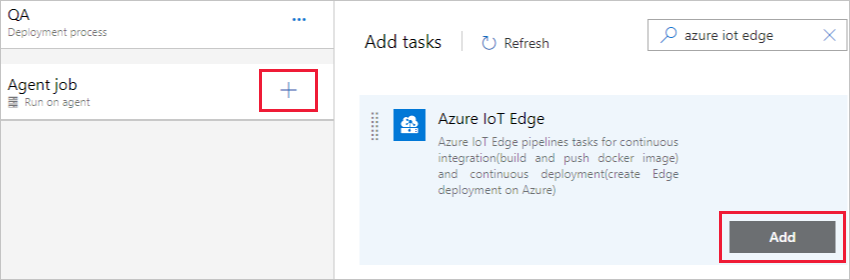 QA
Deployment process
Agent job
Run on agent
Add tasks
Refresh
azure iot edge
Azure IoT Edge
Azure IoT Edge pipelines tasks for continuous
integration(build and push docker image)
and continuous deployment(create Edge
deployment on Azure)
Add